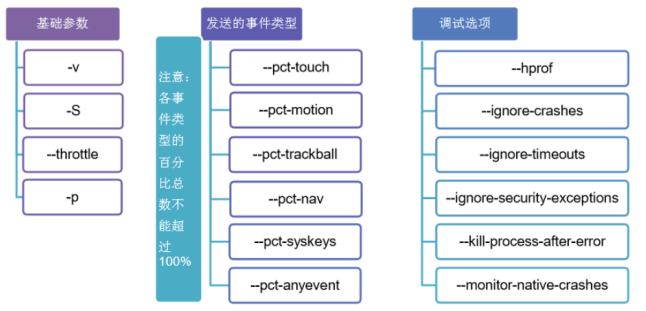 基础参数
-v
-S
--throttle
-p
发送的事件类型
注意：
各事
件类
型的
百分
比总
数不
能超
过
100%
--pct-touch
--pct-motion
--pct-trackball
--pct-nav
--pct-syskeys
--pct-anyevent
调试选项
--hprof
--ignore-crashes
--ignore-timeouts
--ignore-security-exceptions
--kill-process-after-error
--monitor-native-crashes